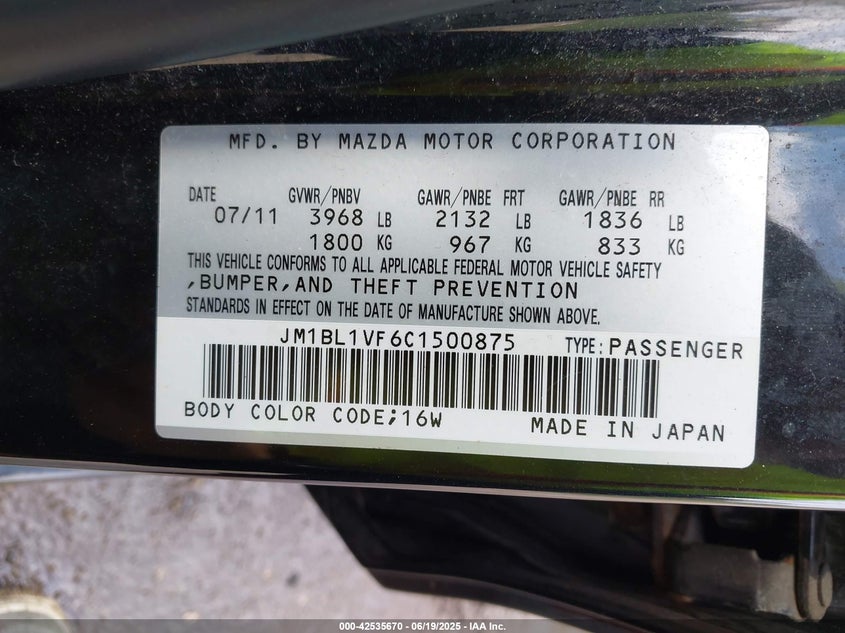 MFD. BY MAZDA MOTOR CORPORATION
DATE GVWR/PNBV GAWR/PNBE FRT GAWR/PNBE RR
07/11 3968 LB 2132 LB 1836 LB
1800 KG 967 KG 833 KG
THIS VEHICLE CONFORMS TO ALL APPLICABLE FEDERAL MOTOR VEHICLE SAFETY
,BUMPER,AND THEFT PREVENTION
STANDARDS IN EFFECT ON THE DATE OF MANUFACTURE SHOWN ABOVE.
JM1BL1VF6C1500875 TYPE:PASSENGER
BODY COLOR CODE;16W MADE IN JAPAN
000-42535670 - 06/19/2025 - IAA Inc.